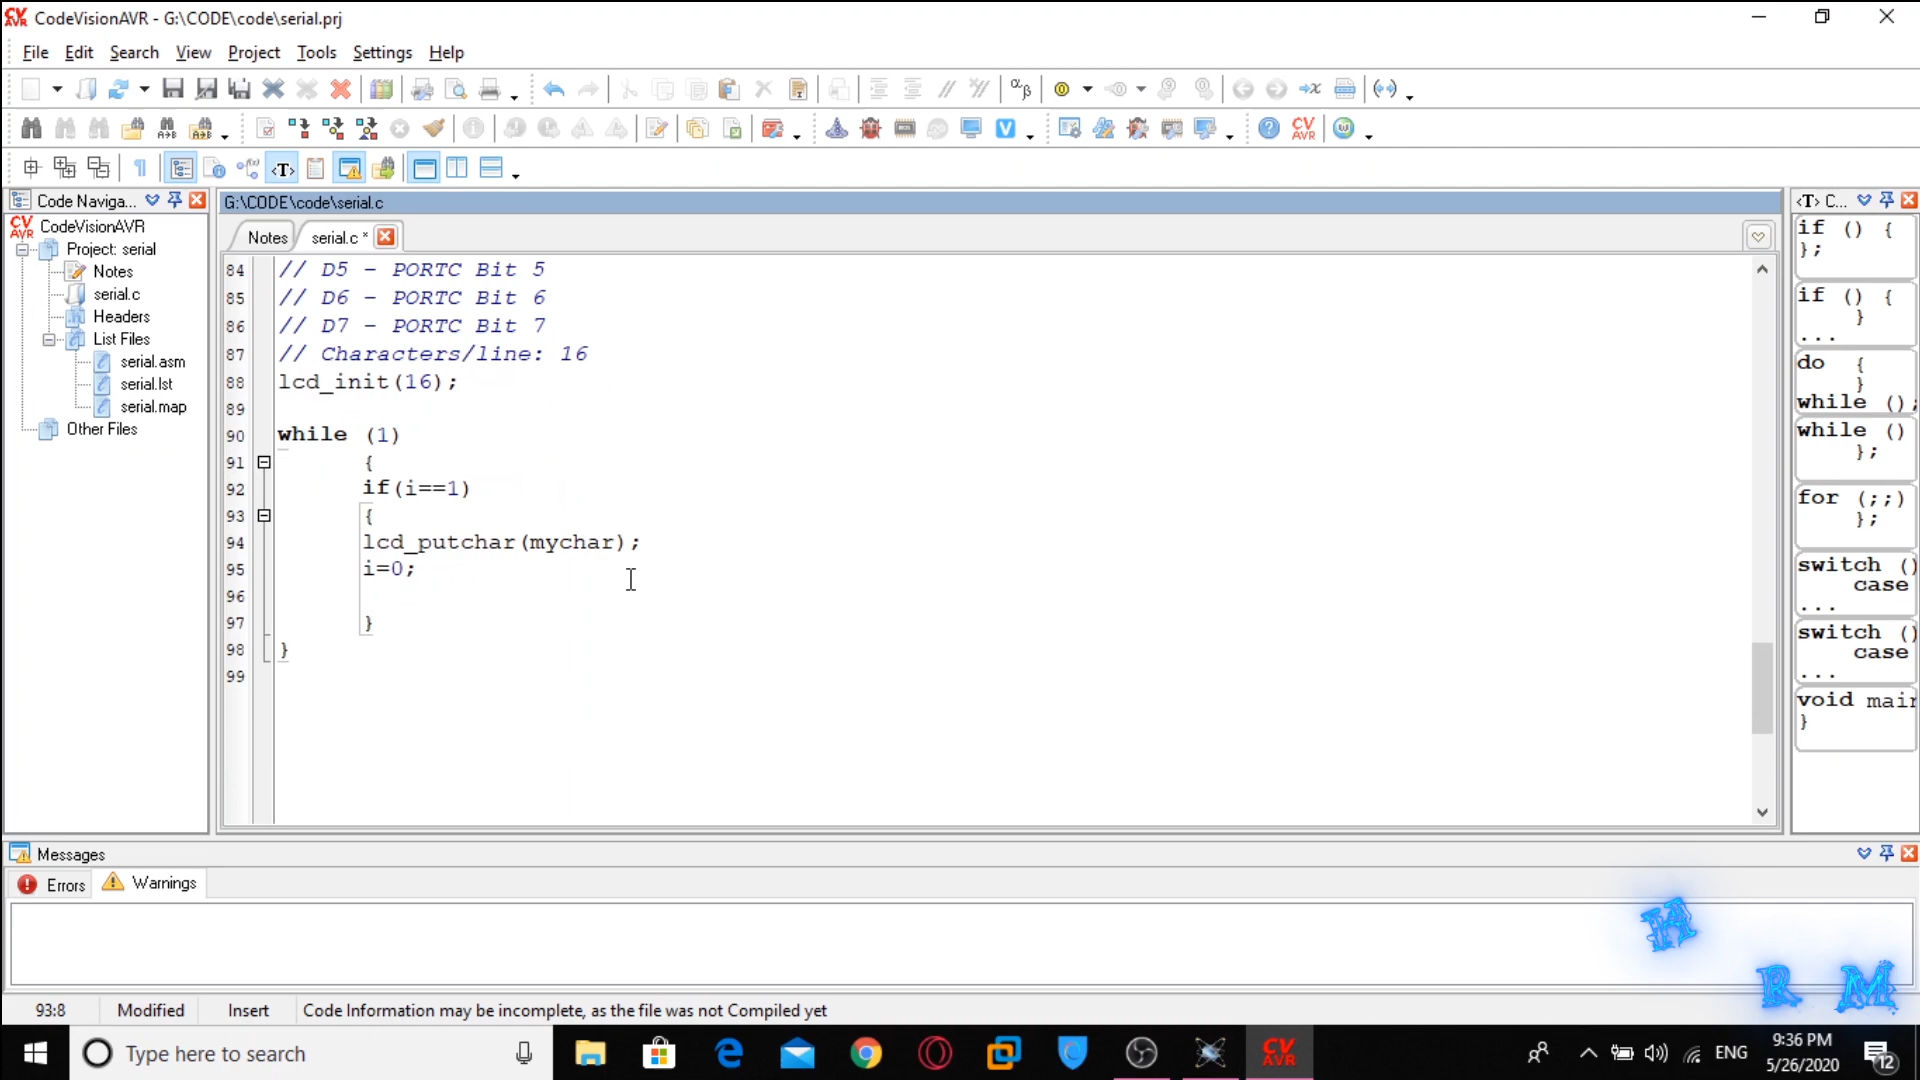 CodeVisionAVR - G:\CODE\code\serial.prj
File Edit Search View Project Tools Settings Help
Code Naviga...
CodeVisionAVR
Project: serial
Notes
serial.c
Headers
List Files
serial.asm
serial.lst
serial.map
Other Files
G:\CODE\code\serial.c
Notes serial.c *
84 // D5 - PORTC Bit 5
85 // D6 - PORTC Bit 6
86 // D7 - PORTC Bit 7
87 // Characters/line: 16
88 lcd_init(16);
89
90 while (1)
91 {
92 if(i==1)
93 {
94 lcd_putchar(mychar);
95 i=0;
96
97 }
98 }
99
<T> C...
if () {
};
if () {
}
...
do {
}
while ();
while ()
};
for (;;)
};
switch ()
case
...
switch ()
case
...
void main
}
Messages
Errors Warnings
H
R M
93:8 Modified Insert Code Information may be incomplete, as the file was not Compiled yet
Type here to search
CV AVR
ENG
9:36 PM
5/26/2020
12